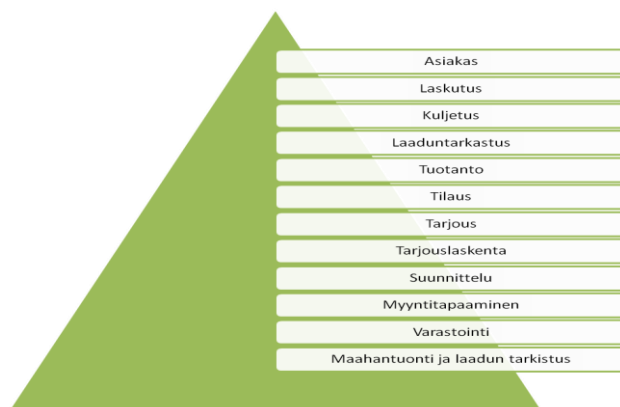 Asiakas
Laskutus
Kuljetus
Laaduntarkastus
Tuotanto
Tilaus
Tarjous
Tarjouslaskenta
Suunnittelu
Myyntitapaaminen
Varastointi
Maahantuonti ja laadun tarkistus